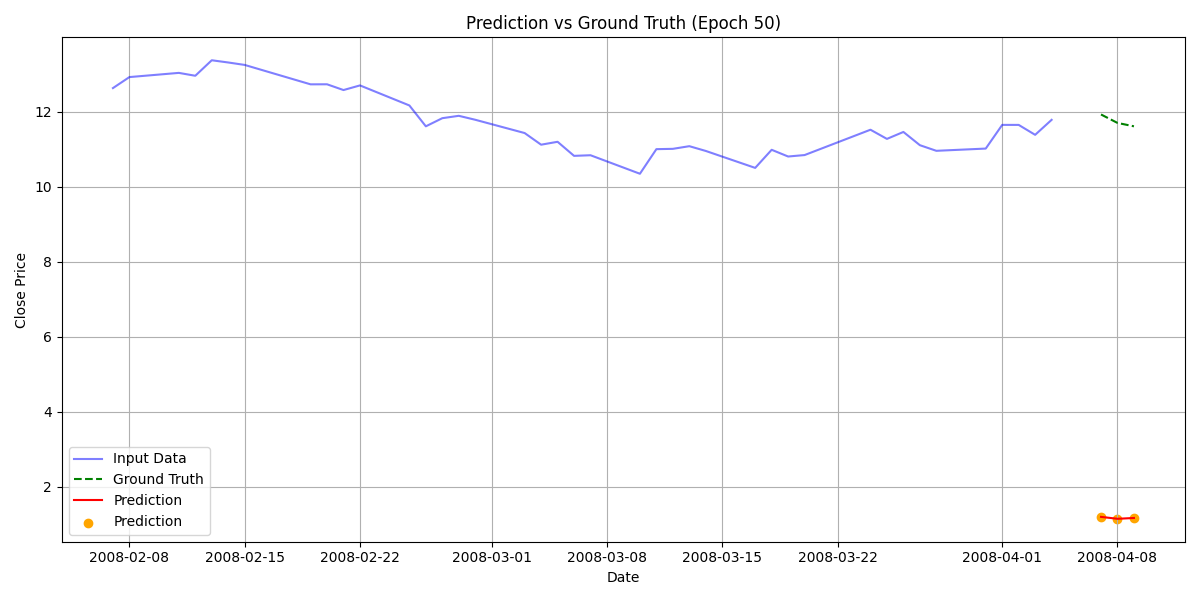 Prediction vs Ground Truth (Epoch 50)
Close Price
12
10
8
6
4
2
Input Data
Ground Truth
Prediction
Prediction
2008-02-08
2008-02-15
2008-02-22
2008-03-01
2008-03-08
2008-03-15
2008-03-22
2008-04-01
2008-04-08
Date